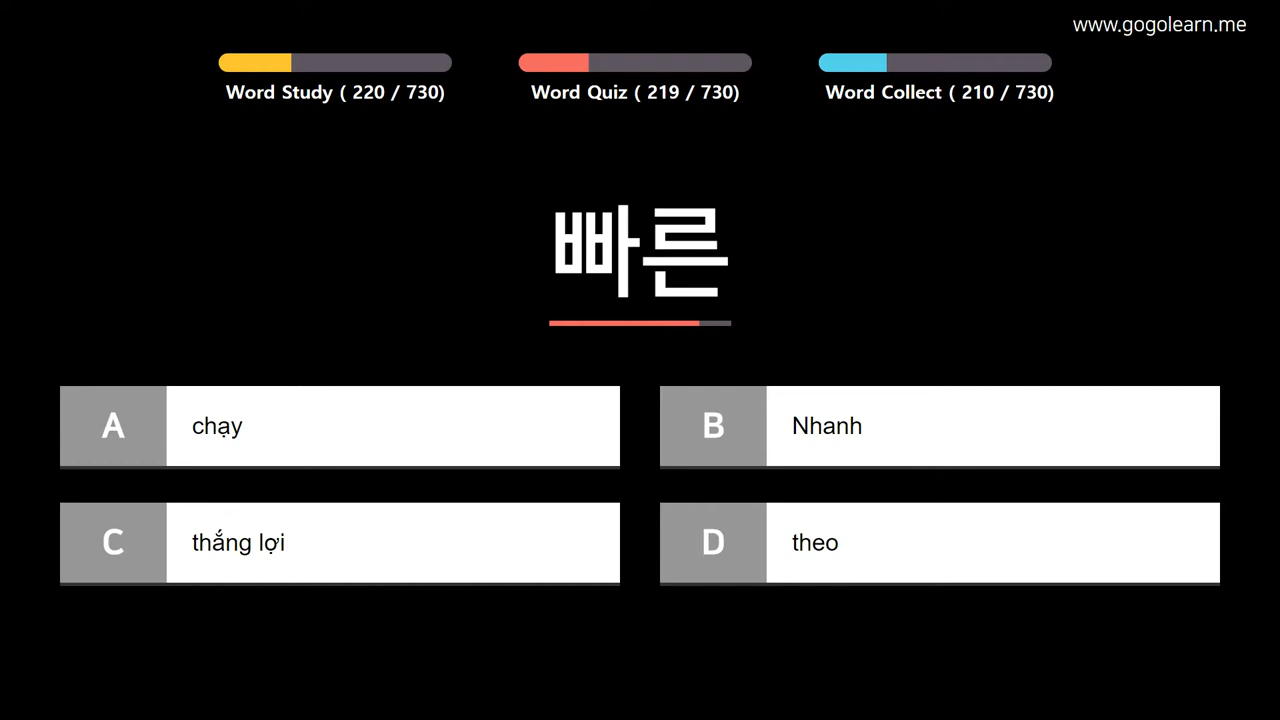 www.gogolearn.me
Word Study ( 220 / 730)
Word Quiz ( 219 / 730)
Word Collect ( 210 / 730)
빠른
A chạy
B Nhanh
C thắng lợi
D theo